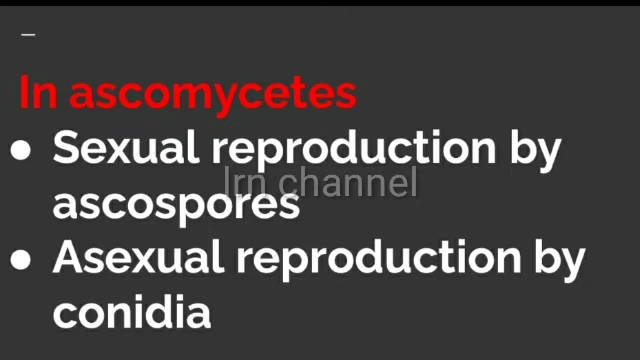 In ascomycetes
● Sexual reproduction by
ascospores
lrn channel
● Asexual reproduction by
conidia